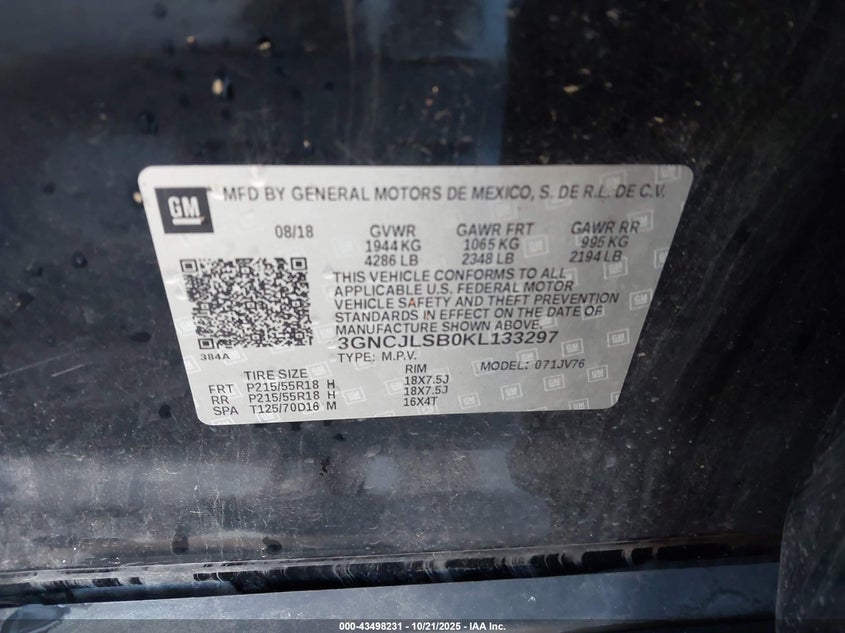 GM
MFD BY GENERAL MOTORS DE MEXICO, S. DE R.L. DE C.V.
08/18 GVWR GAWR FRT GAWR RR
1944 KG 1065 KG 995 KG
4286 LB 2348 LB 2194 LB
THIS VEHICLE CONFORMS TO ALL
APPLICABLE U.S. FEDERAL MOTOR
VEHICLE SAFETY AND THEFT PREVENTION
STANDARDS IN EFFECT ON THE DATE OF
MANUFACTURE SHOWN ABOVE.
384A
3GNCJLSB0KL133297
TYPE: M.P.V. MODEL: 071JV76
TIRE SIZE RIM
FRT P215/55R18 H 18X7.5J
RR P215/55R18 H 18X7.5J
SPA T125/70D16 M 16X4T
000-43498231 - 10/21/2025 - IAA Inc.